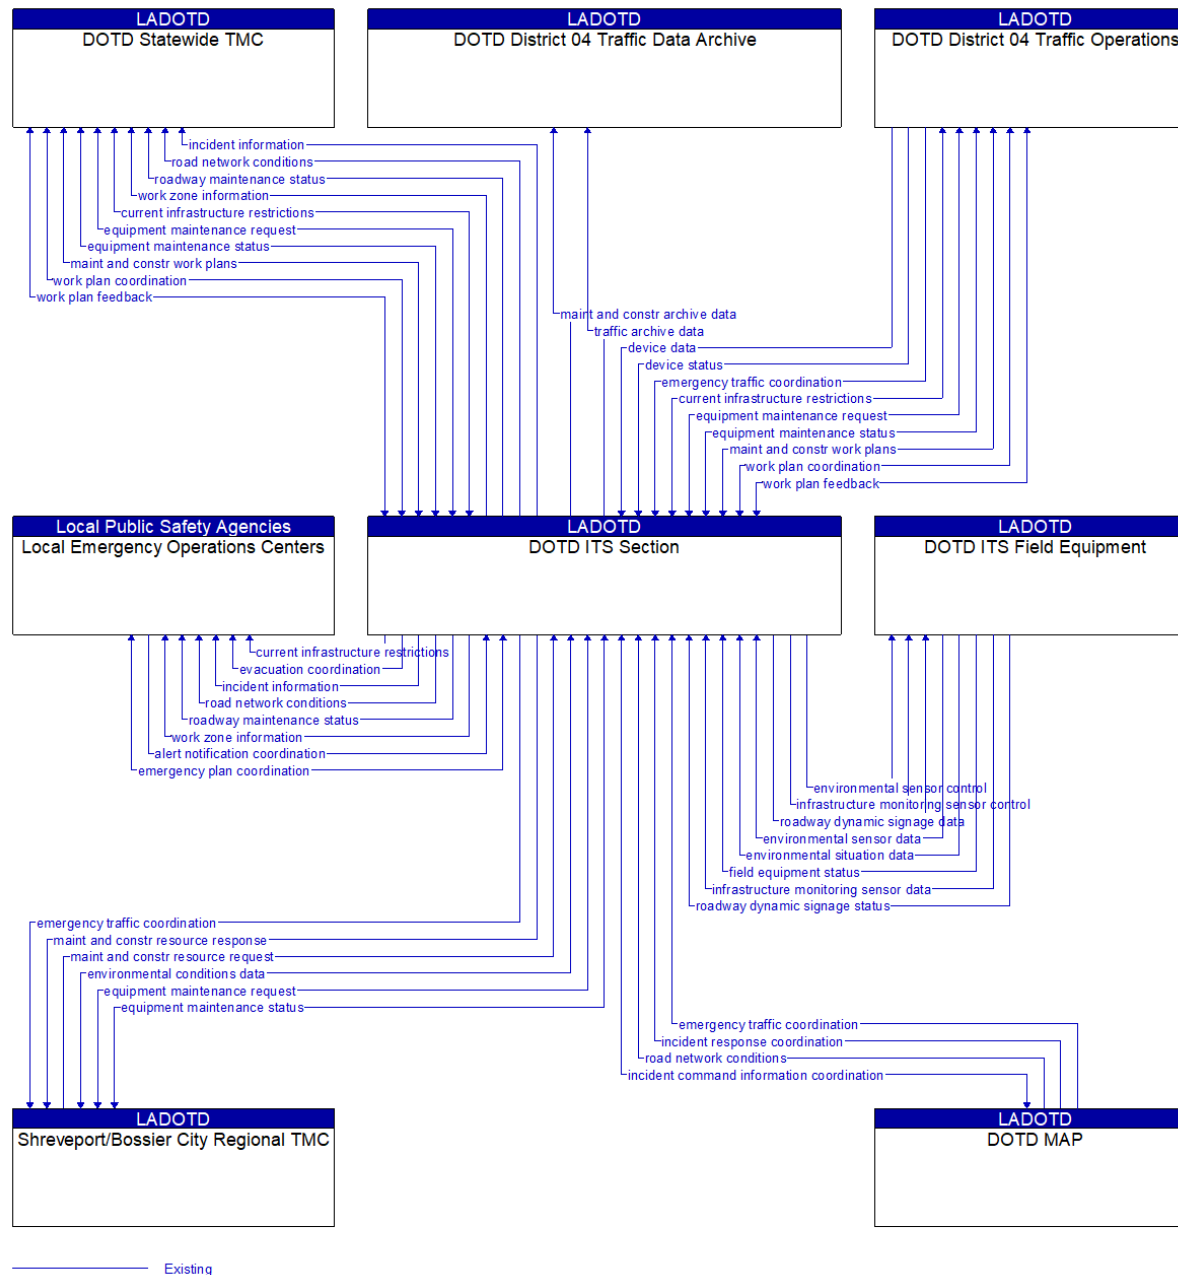 LADOTD
DOTD Statewide TMC
LADOTD
DOTD District 04 Traffic Data Archive
LADOTD
DOTD District 04 Traffic Operations
incident information
road network conditions
roadway maintenance status
work zone information
current infrastructure restrictions
equipment maintenance request
equipment maintenance status
maint and constr work plans
work plan coordination
work plan feedback
maint and constr archive data
traffic archive data
device data
device status
emergency traffic coordination
current infrastructure restrictions
equipment maintenance request
equipment maintenance status
maint and constr work plans
work plan coordination
work plan feedback
Local Public Safety Agencies
Local Emergency Operations Centers
LADOTD
DOTD ITS Section
LADOTD
DOTD ITS Field Equipment
current infrastructure restrictions
evacuation coordination
incident information
road network conditions
roadway maintenance status
work zone information
alert notification coordination
emergency plan coordination
environmental sensor control
infrastructure monitoring sensor control
roadway dynamic signage data
environmental sensor data
environmental situation data
field equipment status
infrastructure monitoring sensor data
roadway dynamic signage status
emergency traffic coordination
maint and constr resource response
maint and constr resource request
environmental conditions data
equipment maintenance request
equipment maintenance status
emergency traffic coordination
incident response coordination
road network conditions
incident command information coordination
LADOTD
Shreveport/Bossier City Regional TMC
LADOTD
DOTD MAP
Existing